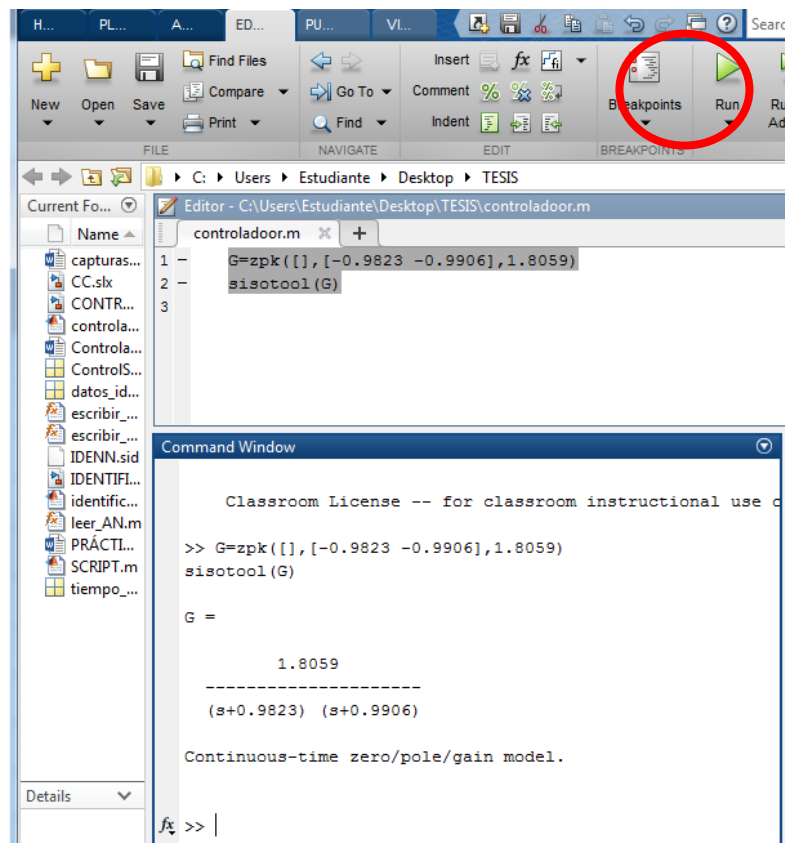 H... PL... A... ED... PU... VI... Searc
Find Files Insert fx
New Open Save Compare Go To Comment Breakpoints Run Ru
Print Find Indent Ad
FILE NAVIGATE EDIT BREAKPOINTS
C: Users Estudiante Desktop TESIS
Current Fo... Editor - C:\Users\Estudiante\Desktop\TESIS\controladoor.m
Name controladoor.m × +
capturas...
CC.slx
CONTR...
controla...
Controla...
ControlS...
datos_id...
escribir_...
escribir_...
IDENN.sid
IDENTIFI...
identific...
leer_AN.m
PRÁCTI...
SCRIPT.m
tiempo_...
Details
1 – G=zpk([],[-0.9823 -0.9906],1.8059)
2 – sisotool(G)
3
Command Window
Classroom License -- for classroom instructional use o
>> G=zpk([],[-0.9823 -0.9906],1.8059)
sisotool(G)
G =
1.8059
---------------------
(s+0.9823) (s+0.9906)
Continuous-time zero/pole/gain model.
fx >>